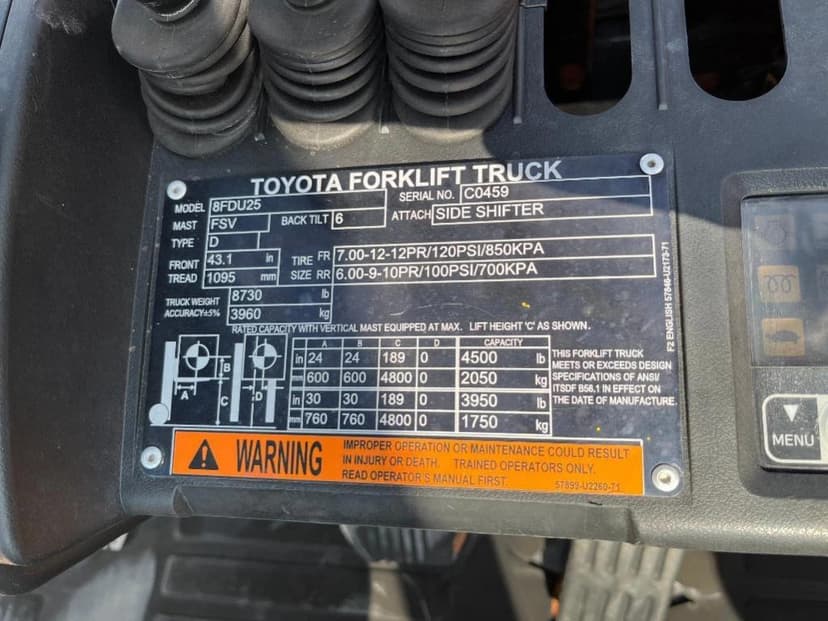 TOYOTA FORKLIFT TRUCK
MODEL 8FDU25 SERIAL NO. C0459
MAST FSV BACK TILT 6 ATTACH SIDE SHIFTER
TYPE D
FRONT TREAD 43.1 in TIRE SIZE FR 7.00-12-12PR/120PSI/850KPA
1095 mm RR 6.00-9-10PR/100PSI/700KPA
TRUCK WEIGHT 8730 lb
ACCURACY±5% 3960 kg
RATED CAPACITY WITH VERTICAL MAST EQUIPPED AT MAX. LIFT HEIGHT 'C' AS SHOWN.
A B C D CAPACITY
in 24 24 189 0 4500 lb
mm 600 600 4800 0 2050 kg
in 30 30 189 0 3950 lb
mm 760 760 4800 0 1750 kg
A B C D
THIS FORKLIFT TRUCK
MEETS OR EXCEEDS DESIGN
SPECIFICATIONS OF ANSI/
ITSDF B56.1 IN EFFECT ON
THE DATE OF MANUFACTURE.
F2 ENGLISH 57846-U2173-71
WARNING
IMPROPER OPERATION OR MAINTENANCE COULD RESULT
IN INJURY OR DEATH. TRAINED OPERATORS ONLY.
READ OPERATOR'S MANUAL FIRST.
57899-U2260-71
MENU